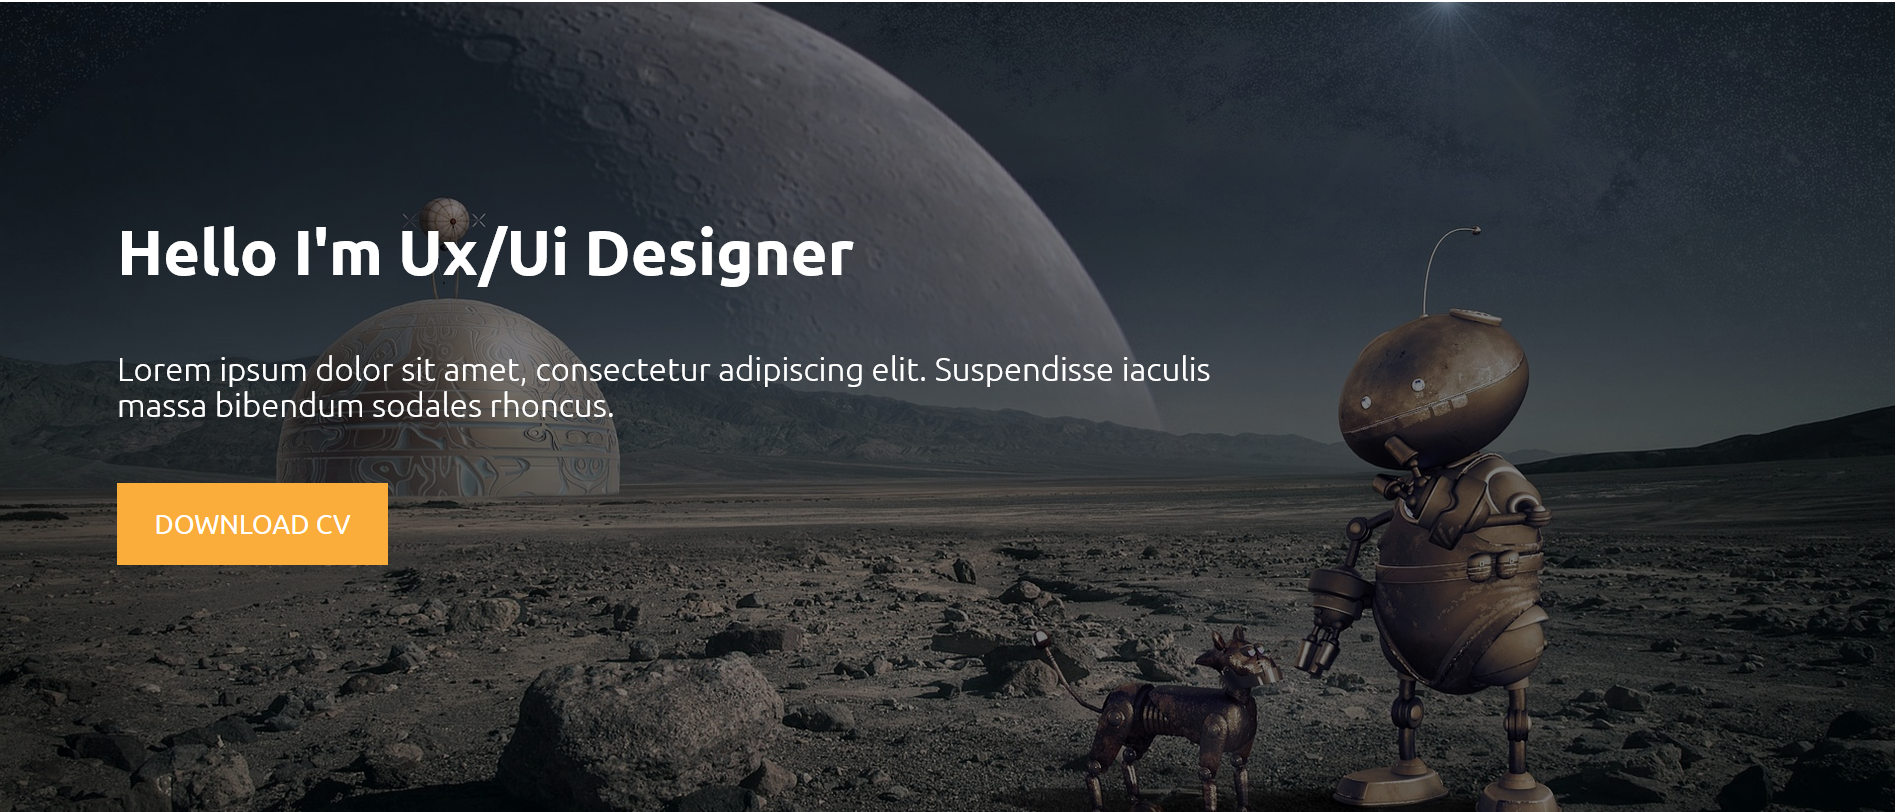 Hello I'm Ux/Ui Designer
Lorem ipsum dolor sit amet, consectetur adipiscing elit. Suspendisse iaculis
massa bibendum sodales rhoncus.
DOWNLOAD CV